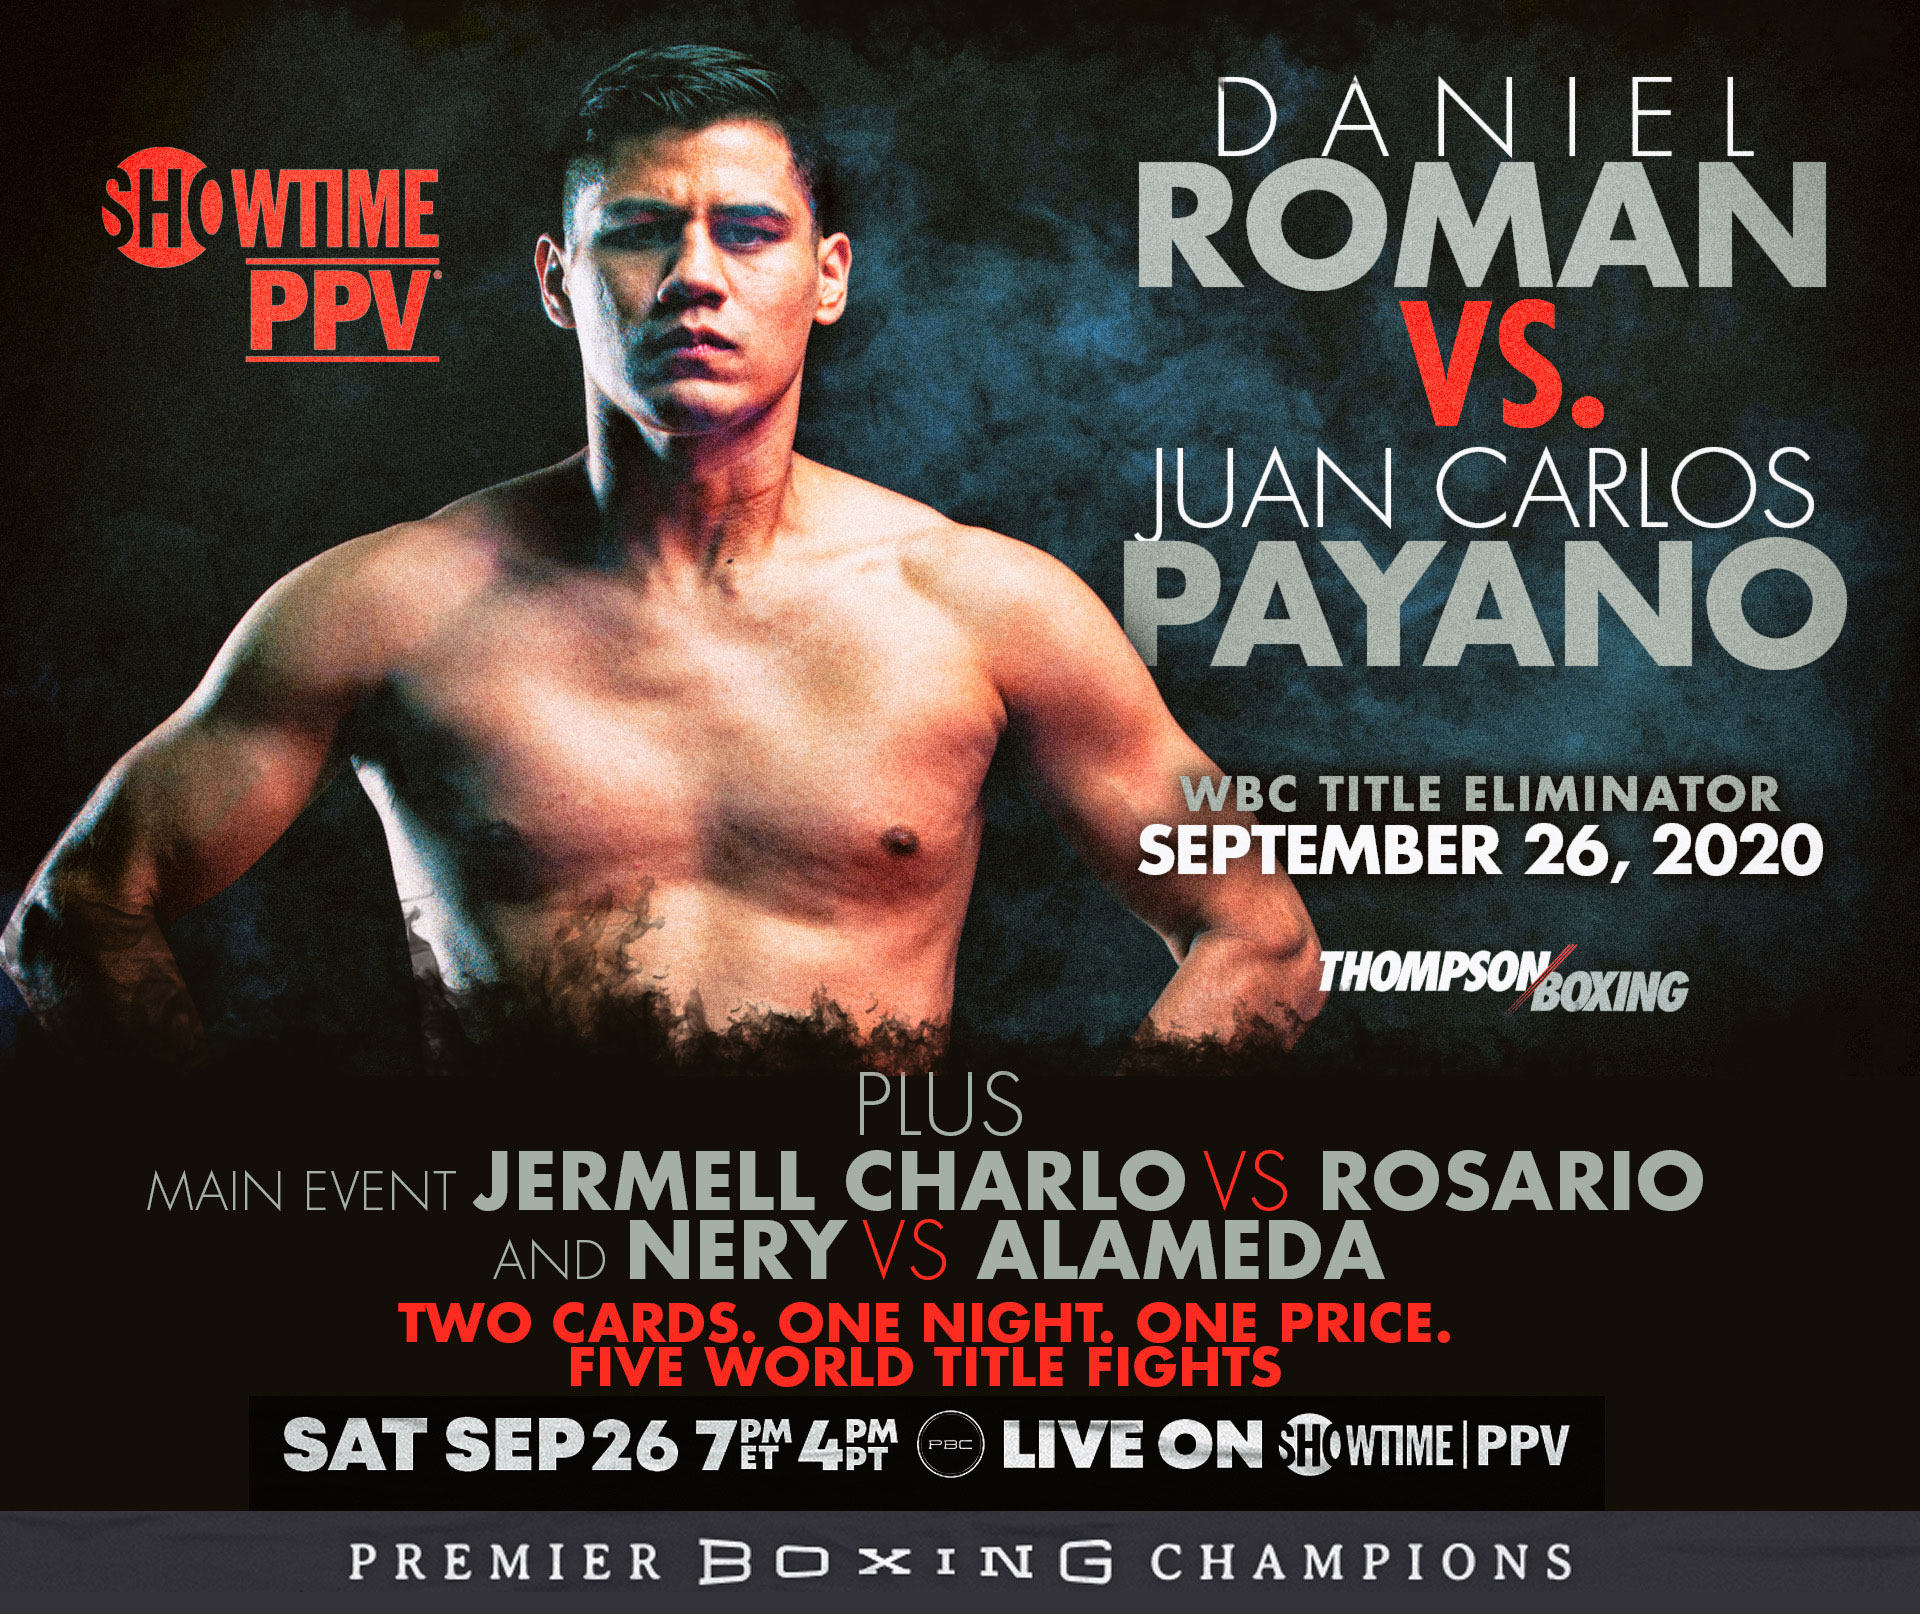 SHOWTIME
PPV®
DANIEL
ROMAN
VS.
JUAN CARLOS
PAYANO
WBC TITLE ELIMINATOR
SEPTEMBER 26, 2020
THOMPSON BOXING
PLUS
MAIN EVENT JERMELL CHARLO VS ROSARIO
AND NERY VS ALAMEDA
TWO CARDS. ONE NIGHT. ONE PRICE.
FIVE WORLD TITLE FIGHTS
SAT SEP 26 7PM ET 4PM PT PBC LIVE ON SHOWTIME | PPV
PREMIER BOXING CHAMPIONS